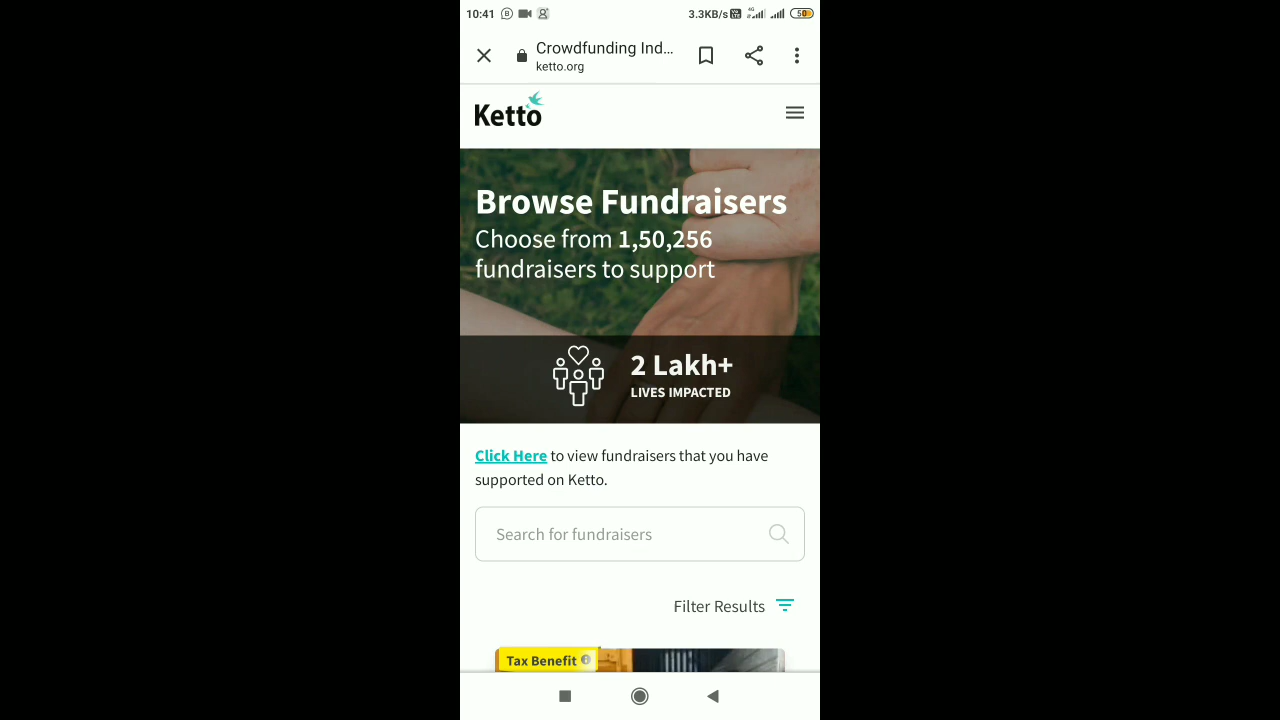 10:41 3.3KB/s 4G 50
Crowdfunding Ind...
ketto.org
Ketto
Browse Fundraisers
Choose from 1,50,256
fundraisers to support
2 Lakh+
LIVES IMPACTED
Click Here to view fundraisers that you have
supported on Ketto.
Search for fundraisers
Filter Results
Tax Benefit